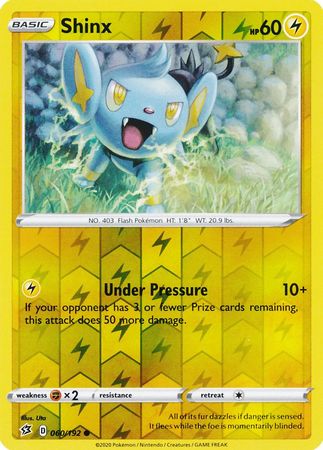 BASIC Shinx HP 60
NO. 403 Flash Pokémon HT: 1'8" WT: 20.9 lbs.
Under Pressure 10+
If your opponent has 3 or fewer Prize cards remaining,
this attack does 50 more damage.
weakness ×2 resistance retreat
Illus. Uta
D 060/192
All of its fur dazzles if danger is sensed.
It flees while the foe is momentarily blinded.
©2020 Pokémon / Nintendo / Creatures / GAME FREAK